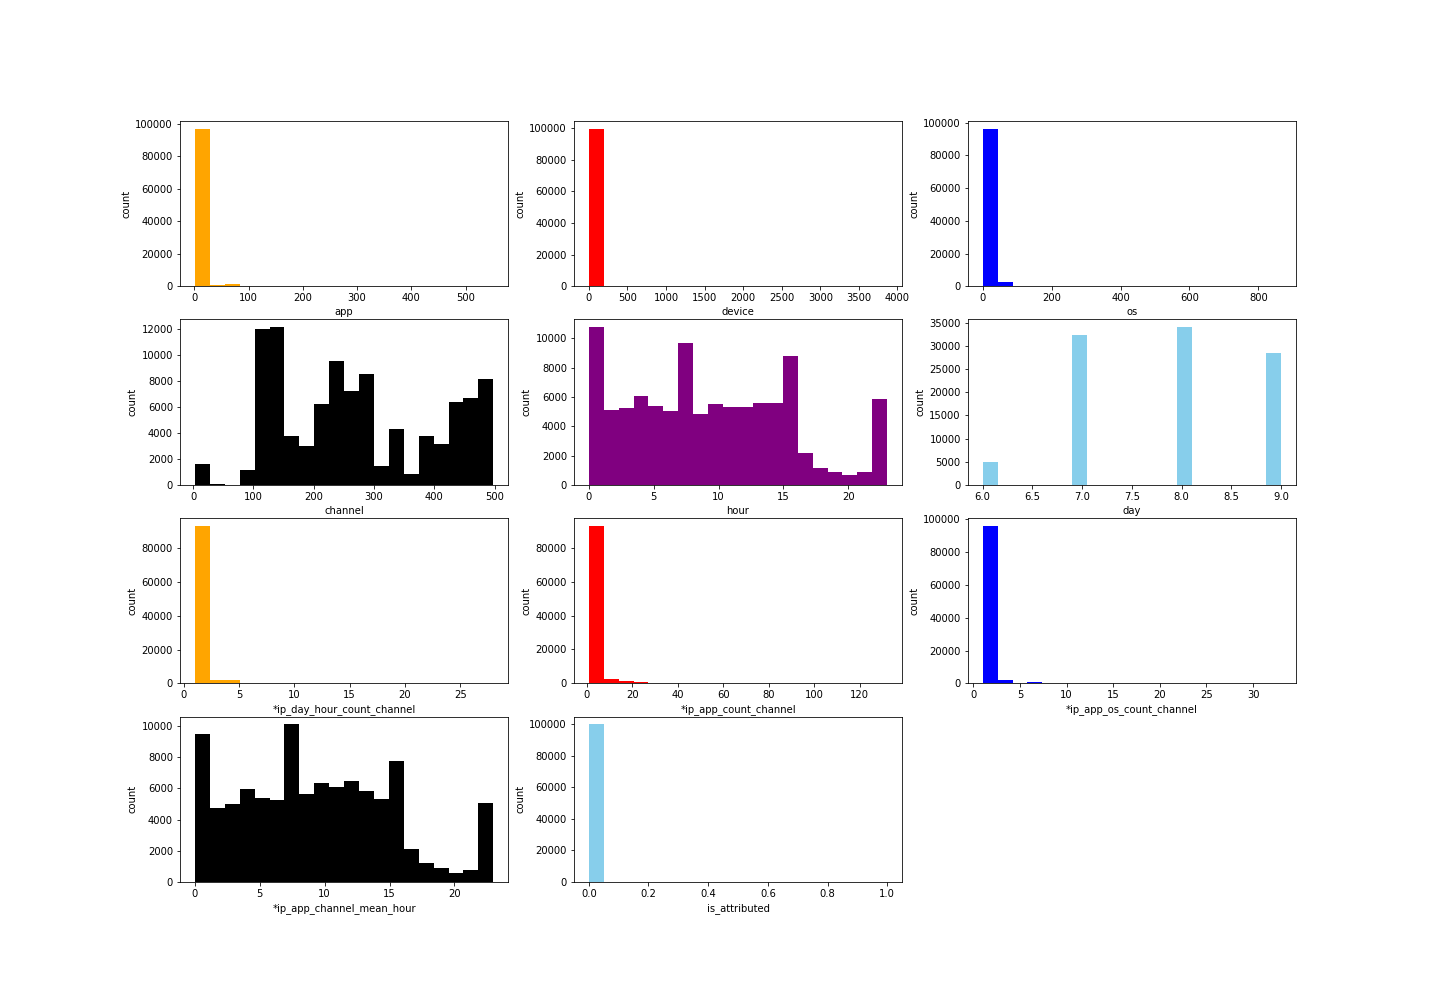 100000
80000
60000
40000
20000
0
count
0 100 200 300 400 500
app
100000
80000
60000
40000
20000
0
count
0 500 1000 1500 2000 2500 3000 3500 4000
device
100000
80000
60000
40000
20000
0
count
0 200 400 600 800
os
12000
10000
8000
6000
4000
2000
0
count
0 100 200 300 400 500
channel
10000
8000
6000
4000
2000
0
count
0 5 10 15 20
hour
35000
30000
25000
20000
15000
10000
5000
0
count
6.0 6.5 7.0 7.5 8.0 8.5 9.0
day
80000
60000
40000
20000
0
count
0 5 10 15 20 25
*ip_day_hour_count_channel
80000
60000
40000
20000
0
count
0 20 40 60 80 100 120
*ip_app_count_channel
100000
80000
60000
40000
20000
0
count
0 5 10 15 20 25 30
*ip_app_os_count_channel
10000
8000
6000
4000
2000
0
count
0 5 10 15 20
*ip_app_channel_mean_hour
100000
80000
60000
40000
20000
0
count
0.0 0.2 0.4 0.6 0.8 1.0
is_attributed